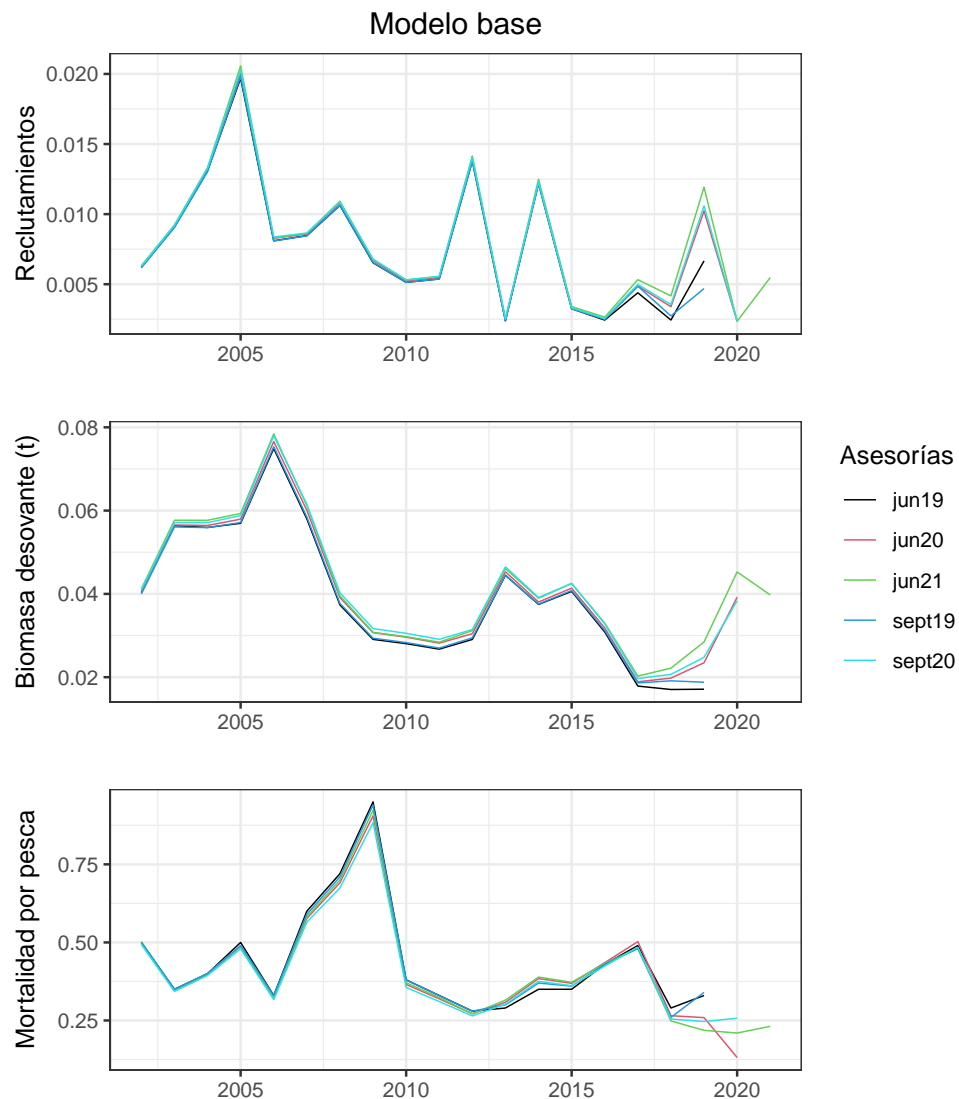 Modelo base
Reclutamientos
0.020
0.015
0.010
0.005
2005 2010 2015 2020
Biomasa desovante (t)
0.08
0.06
0.04
0.02
2005 2010 2015 2020
Asesorías
jun19
jun20
jun21
sept19
sept20
Mortalidad por pesca
0.75
0.50
0.25
2005 2010 2015 2020